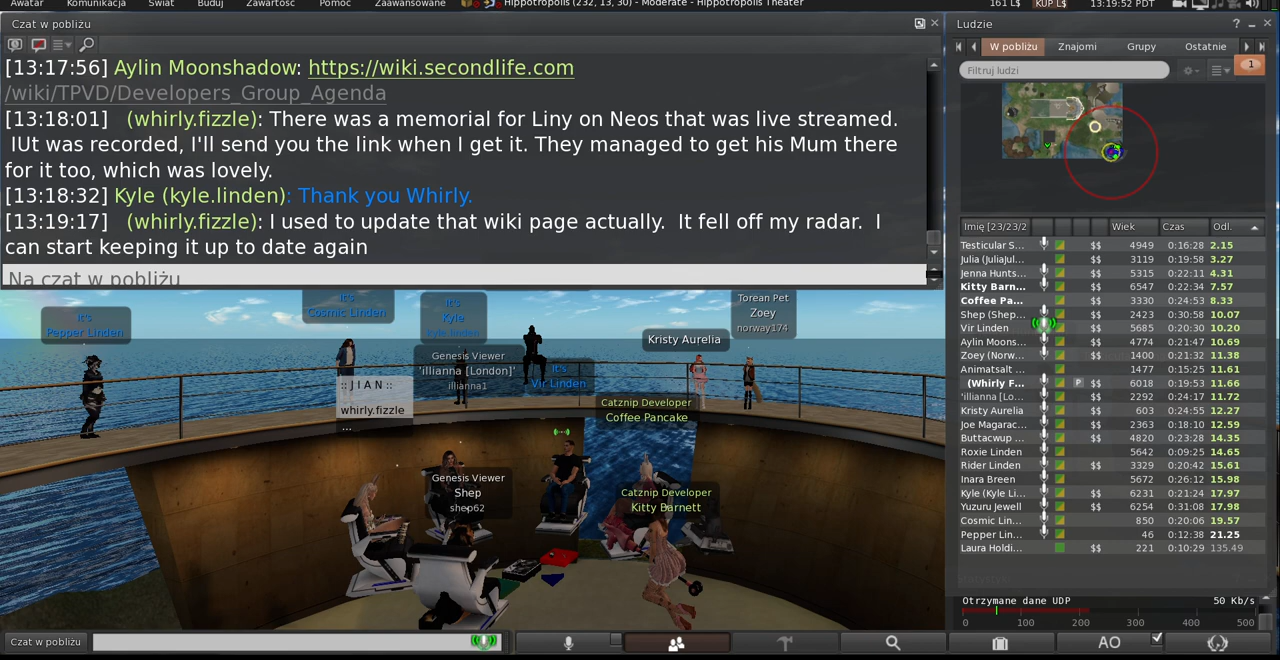 Awatar Komunikacja Świat Buduj Zawartość Pomoc Zaawansowane Hippotropolis (232, 13, 30) - Moderate - Hippotropolis Theater 161 L$ KUP L$ 13:19:52 PDT
Czat w pobliżu
[13:17:56] Aylin Moonshadow: https://wiki.secondlife.com
/wiki/TPVD/Developers_Group_Agenda
[13:18:01] (whirly.fizzle): There was a memorial for Liny on Neos that was live streamed.
IUt was recorded, I'll send you the link when I get it. They managed to get his Mum there
for it too, which was lovely.
[13:18:32] Kyle (kyle.linden): Thank you Whirly.
[13:19:17] (whirly.fizzle): I used to update that wiki page actually. It fell off my radar. I
can start keeping it up to date again
Na czat w pobliżu
It's
Pepper Linden
It's
Cosmic Linden
It's
Kyle
kyle.linden
Torean Pet
Zoey
norway174
Kristy Aurelia
Genesis Viewer
'illianna [London]'
illianna1
It's
Vir Linden
:: J I A N ::
whirly.fizzle
...
Catznip Developer
Coffee Pancake
Genesis Viewer
Shep
shep62
Catznip Developer
Kitty Barnett
Ludzie
? _ ×
W pobliżu Znajomi Grupy Ostatnie
Filtruj ludzi
1
Imię [23/23/2 Wiek Czas Odl.
Testicular S... $$ 4949 0:16:28 2.15
Julia (JuliaJul... $$ 3119 0:19:58 3.27
Jenna Hunts... $$ 5315 0:22:11 4.31
Kitty Barn... $$ 6547 0:22:34 7.57
Coffee Pa... $$ 3330 0:24:53 8.33
Shep (Shep... $$ 2423 0:30:58 10.07
Vir Linden $$ 5685 0:20:30 10.20
Aylin Moons... $$ 4774 0:21:47 10.69
Zoey (Norw... $$ 1400 0:21:32 11.38
Animatsalt ... 1477 0:15:25 11.61
(Whirly F... P $$ 6018 0:19:53 11.66
'illianna [Lo... $$ 2292 0:24:17 11.72
Kristy Aurelia $$ 603 0:24:55 12.27
Joe Magarac... $$ 2363 0:18:10 12.59
Buttacwup ... $$ 4820 0:23:28 14.35
Roxie Linden 5642 0:09:25 14.65
Rider Linden $$ 3329 0:20:42 15.61
Inara Breen 5672 0:26:12 15.98
Kyle (Kyle Li... $$ 6231 0:21:24 17.97
Yuzuru Jewell $$ 6254 0:31:08 17.98
Cosmic Lin... 850 0:20:06 19.57
Pepper Lin... 46 0:12:38 21.25
Laura Holdi... $$ 221 0:10:29 135.49
Otrzymane dane UDP 50 Kb/s
0 100 200 300 400 500
Czat w pobliżu
AO